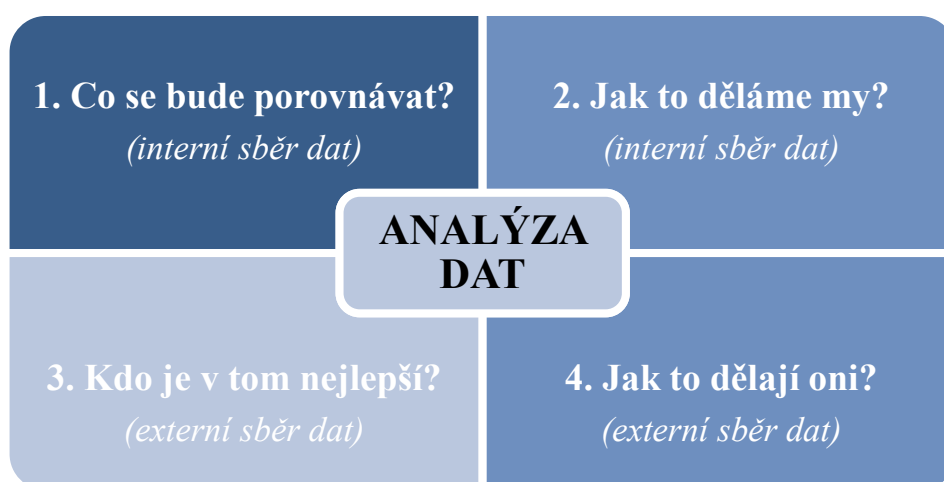 1. Co se bude porovnávat?
(interní sběr dat)
2. Jak to děláme my?
(interní sběr dat)
ANALÝZA
DAT
3. Kdo je v tom nejlepší?
(externí sběr dat)
4. Jak to dělají oni?
(externí sběr dat)